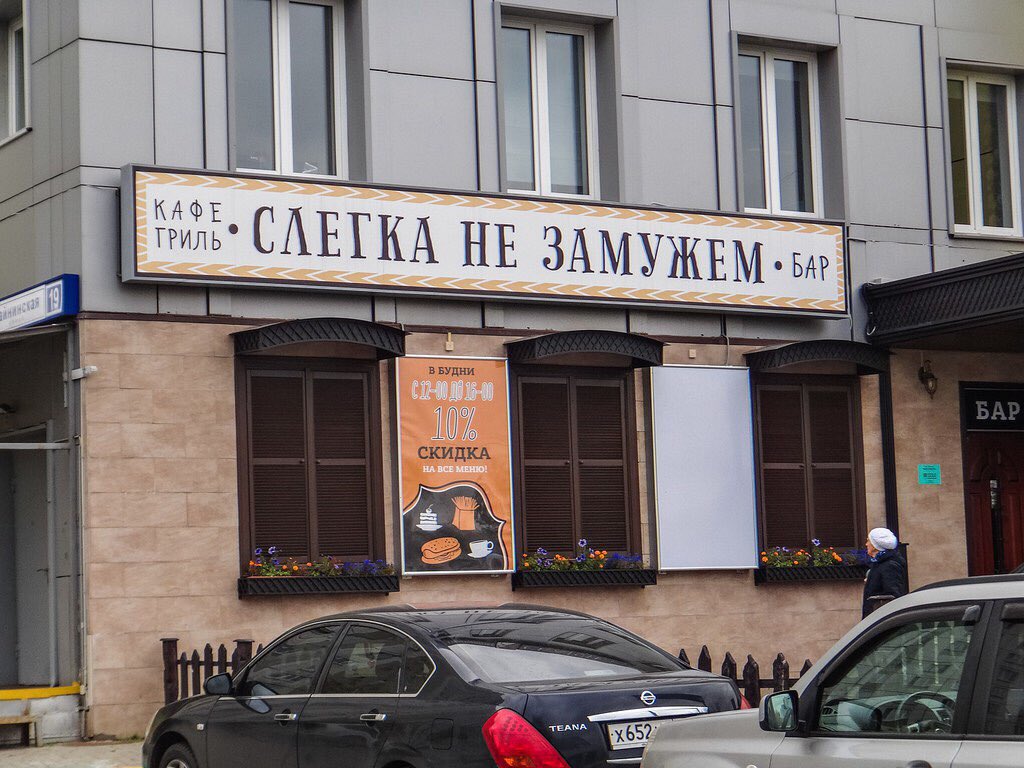 КАФЕ
ГРИЛЬ
• СЛЕГКА НЕ ЗАМУЖЕМ •
БАР
19
В БУДНИ
С 12-00 ДО 16-00
10%
СКИДКА
НА ВСЕ МЕНЮ!
БАР
TEANA
Х652